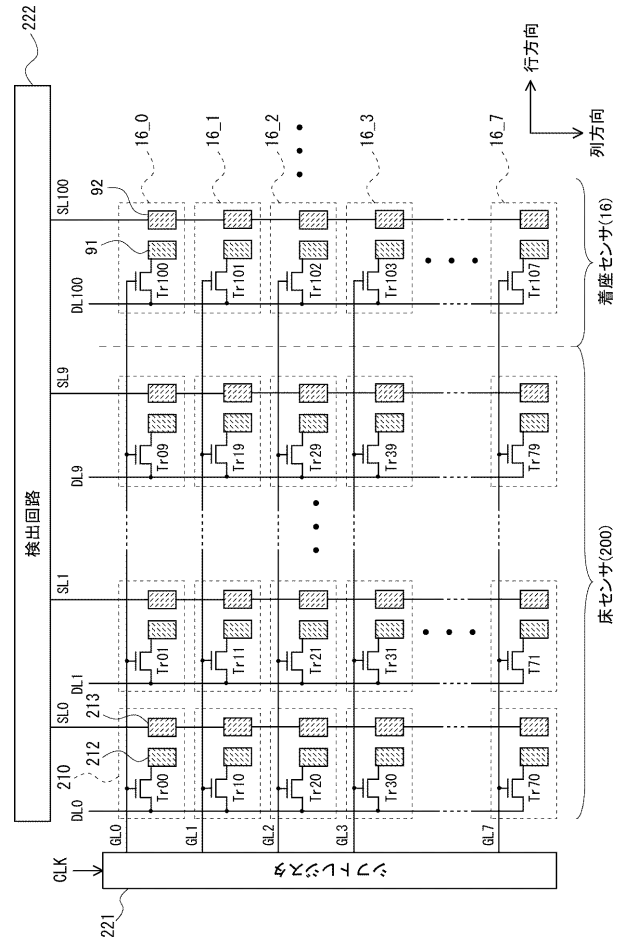 222
検出回路
SL0
SL1
SL9
SL100
DL0
DL1
DL9
DL100
210
212
213
91
92
16_0
16_1
16_2
16_3
16_7
CLK
221
シフトレジスタ
GL0
Tr00
Tr01
Tr09
Tr100
GL1
Tr10
Tr11
Tr19
Tr101
GL2
Tr20
Tr21
Tr29
Tr102
GL3
Tr30
Tr31
Tr39
Tr103
GL7
Tr70
T71
Tr79
Tr107
床センサ(200)
着座センサ(16)
行方向
列方向